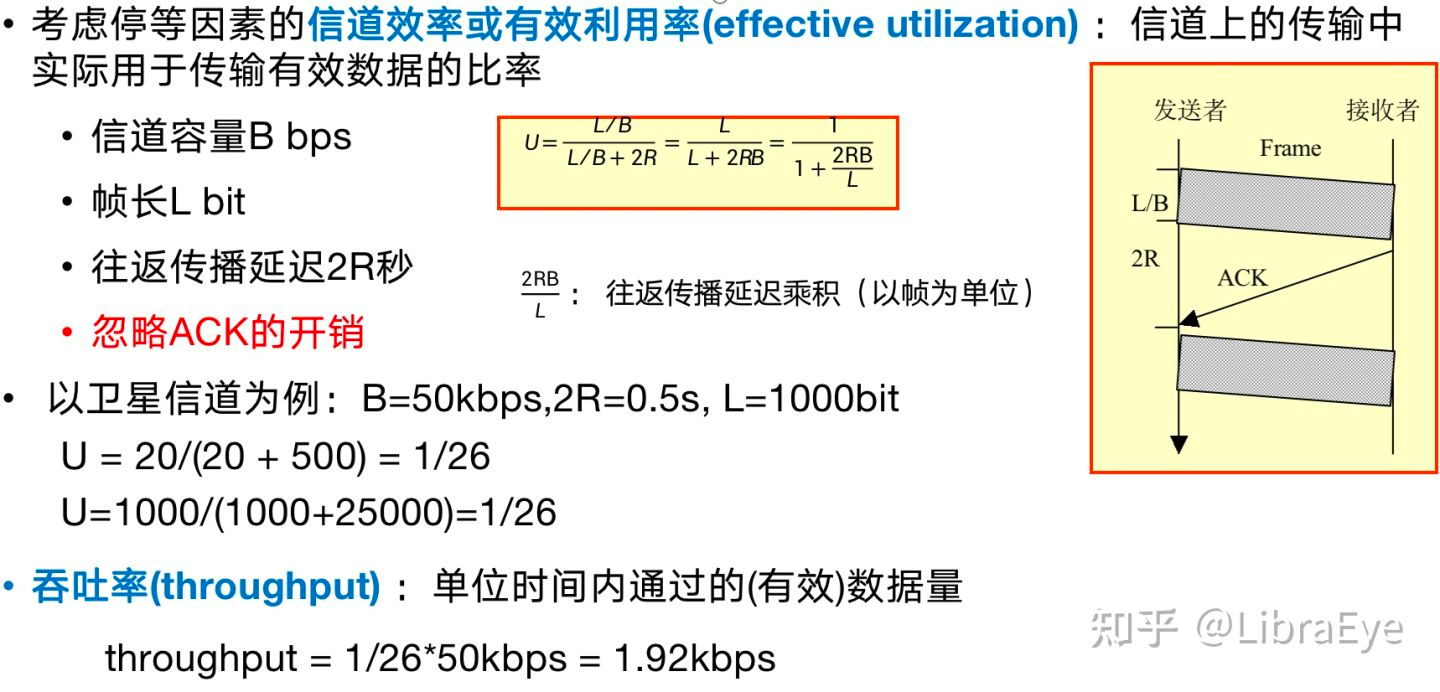 • 考虑停等因素的信道效率或有效利用率(effective utilization)：信道上的传输中
实际用于传输有效数据的比率
• 信道容量B bps
• 帧长L bit
• 往返传播延迟2R秒
• 忽略ACK的开销
U= (L/B)/(L/B + 2R) = L/(L + 2RB) = 1/(1 + 2RB/L)
2RB/L ： 往返传播延迟乘积（以帧为单位）
发送者 接收者
Frame
L/B
2R
ACK
• 以卫星信道为例：B=50kbps,2R=0.5s, L=1000bit
U = 20/(20 + 500) = 1/26
U=1000/(1000+25000)=1/26
• 吞吐率(throughput)：单位时间内通过的(有效)数据量
throughput = 1/26*50kbps = 1.92kbps
知乎 @LibraEye